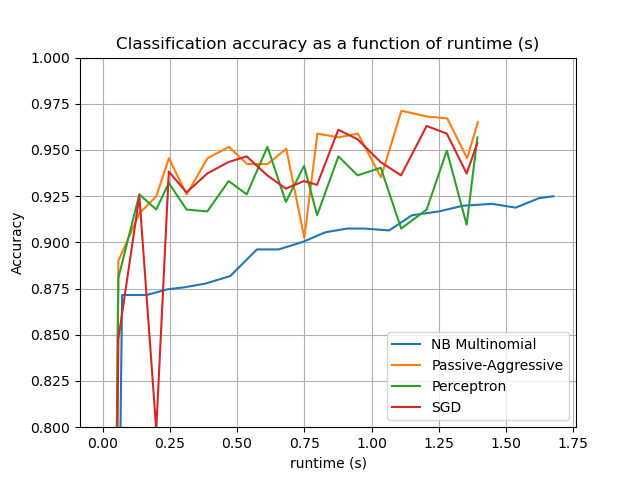 Classification accuracy as a function of runtime (s)
1.000
0.975
0.950
0.925
0.900
0.875
0.850
0.825
0.800
Accuracy
NB Multinomial
Passive-Aggressive
Perceptron
SGD
0.00 0.25 0.50 0.75 1.00 1.25 1.50 1.75
runtime (s)